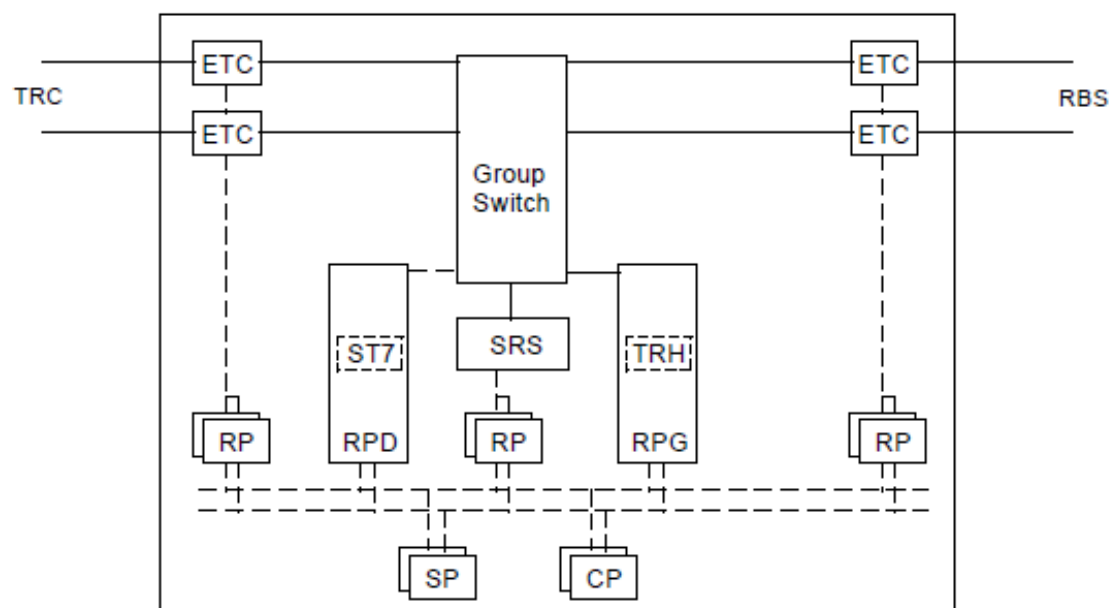 ETC
ETC
TRC
RBS
ETC
ETC
Group
Switch
ST7
SRS
TRH
RP
RPD
RP
RPG
RP
SP
CP